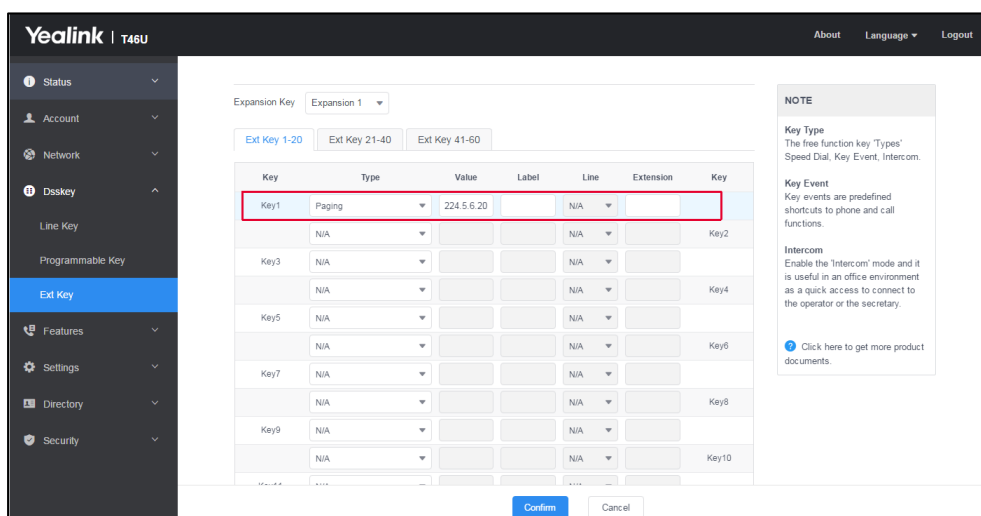 Yealink | T46U
About Language Logout
Status
Account
Network
Dsskey
Line Key
Programmable Key
Ext Key
Features
Settings
Directory
Security
Expansion Key Expansion 1
Ext Key 1-20 Ext Key 21-40 Ext Key 41-60
Key Type Value Label Line Extension Key
Key1 Paging 224.5.6.20 N/A
N/A N/A Key2
Key3 N/A N/A
N/A N/A Key4
Key5 N/A N/A
N/A N/A Key6
Key7 N/A N/A
N/A N/A Key8
Key9 N/A N/A
N/A N/A Key10
Confirm Cancel
NOTE
Key Type
The free function key 'Types'
Speed Dial, Key Event, Intercom.
Key Event
Key events are predefined
shortcuts to phone and call
functions.
Intercom
Enable the 'Intercom' mode and it
is useful in an office environment
as a quick access to connect to
the operator or the secretary.
Click here to get more product
documents.